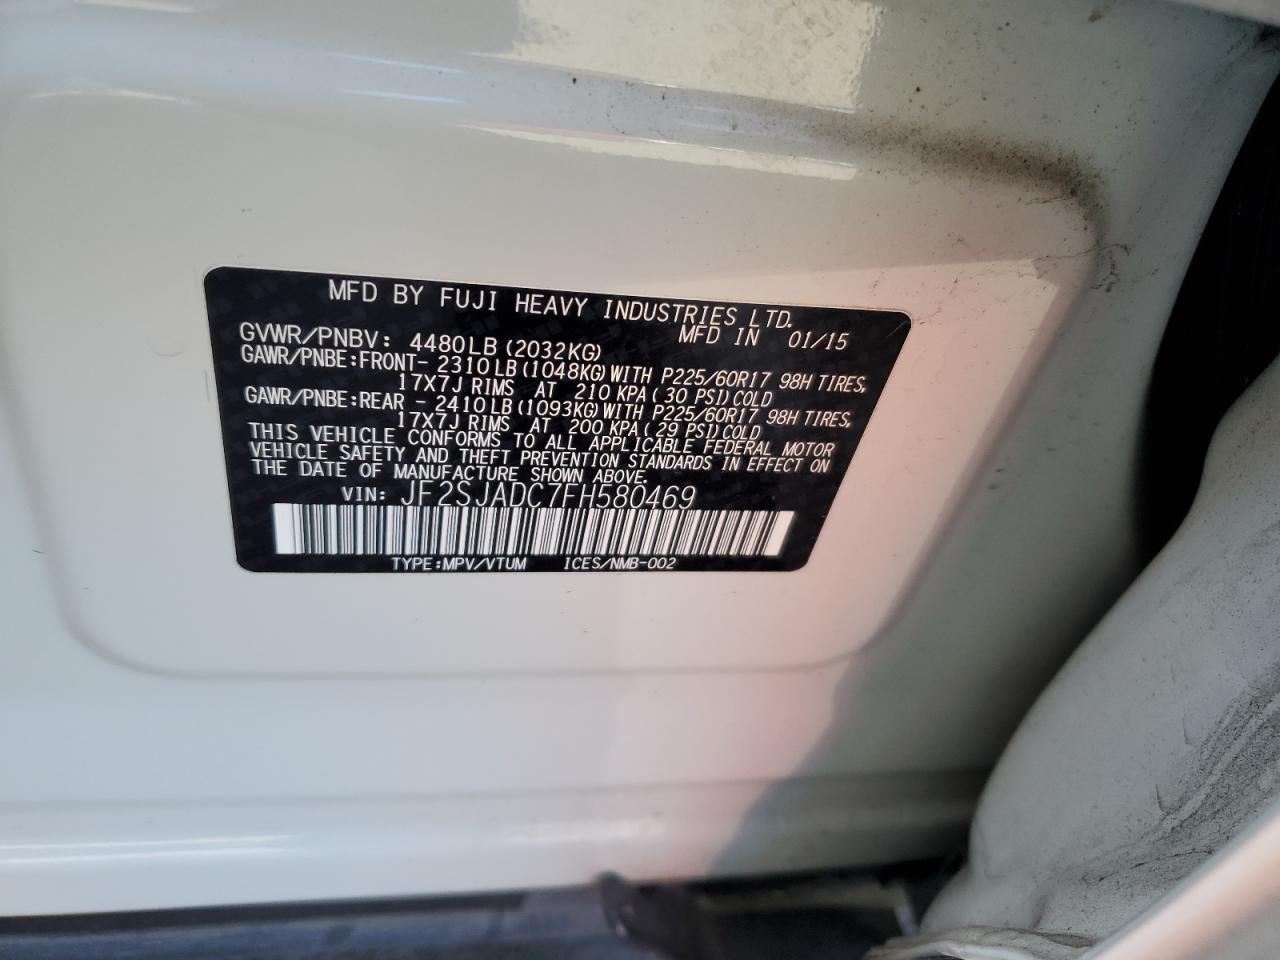 MFD BY FUJI HEAVY INDUSTRIES LTD.
MFD IN 01/15
GVWR/PNBV: 4480LB (2032KG)
GAWR/PNBE:FRONT- 2310LB (1048KG) WITH P225/60R17 98H TIRES,
17X7J RIMS AT 210 KPA (30 PSI) COLD
GAWR/PNBE:REAR - 2410LB (1093KG) WITH P225/60R17 98H TIRES,
17X7J RIMS AT 200 KPA (29 PSI) COLD
THIS VEHICLE CONFORMS TO ALL APPLICABLE FEDERAL MOTOR
VEHICLE SAFETY AND THEFT PREVENTION STANDARDS IN EFFECT ON
THE DATE OF MANUFACTURE SHOWN ABOVE.
VIN: JF2SJADC7FH580469
TYPE:MPV/VTUM ICES/NMB-002